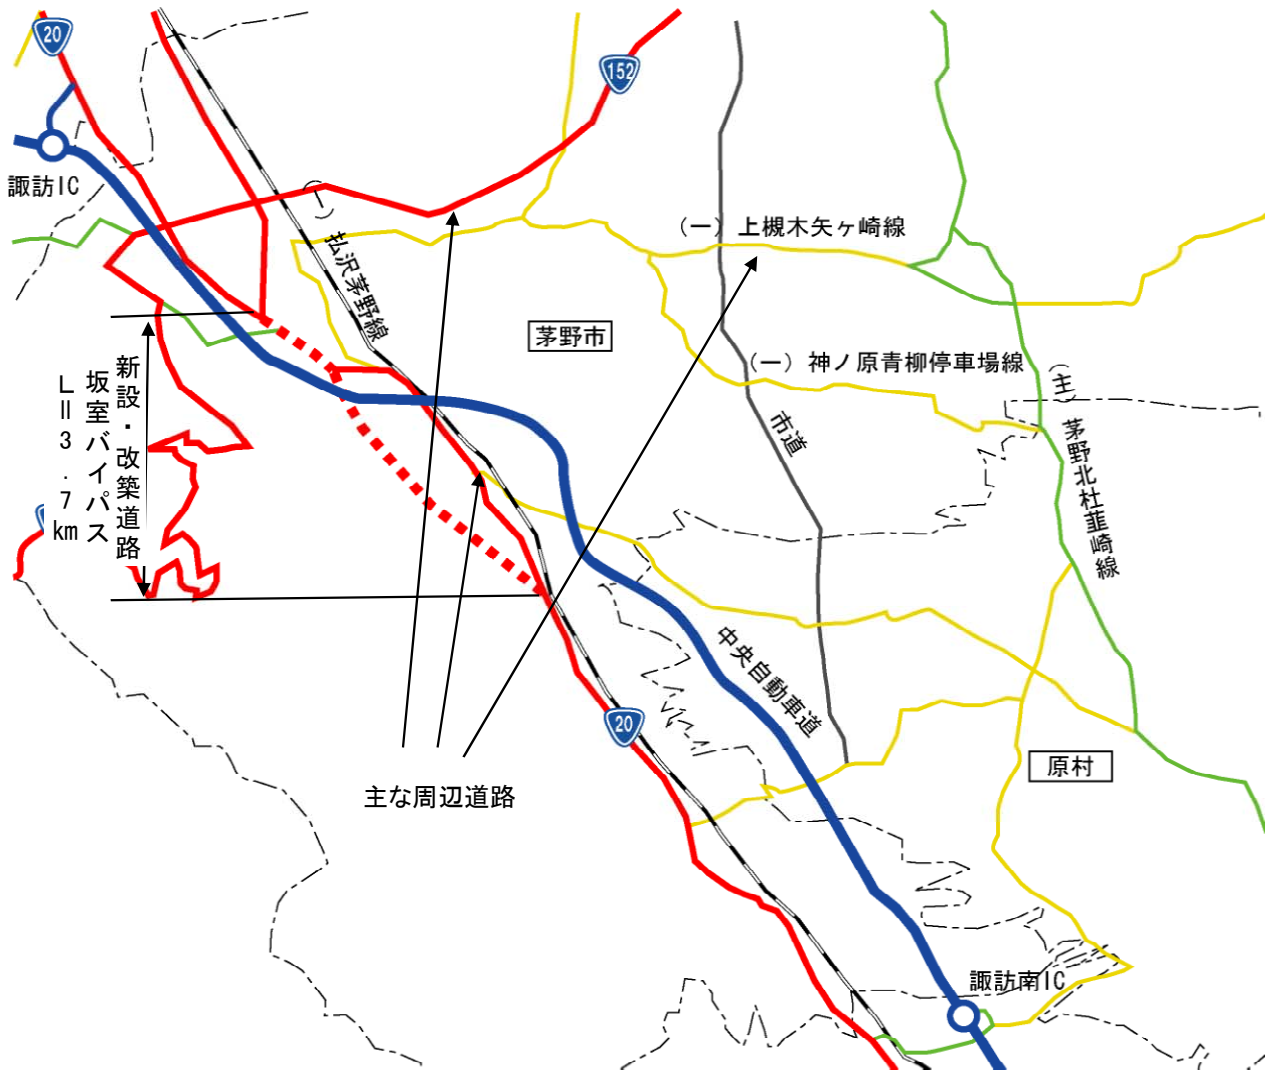 20
152
諏訪IC
(一)払沢茅野線
(一) 上槻木矢ヶ崎線
茅野市
(一) 神ノ原青柳停車場線
(主)茅野北杜韮崎線
市道
新設・改築道路
坂室バイパス
L=3.7km
中央自動車道
20
原村
主な周辺道路
諏訪南IC